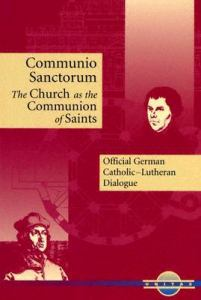 Communio
Sanctorum
The Church as the
Communion
of Saints
Official German
Catholic–Lutheran
Dialogue
UNITAS